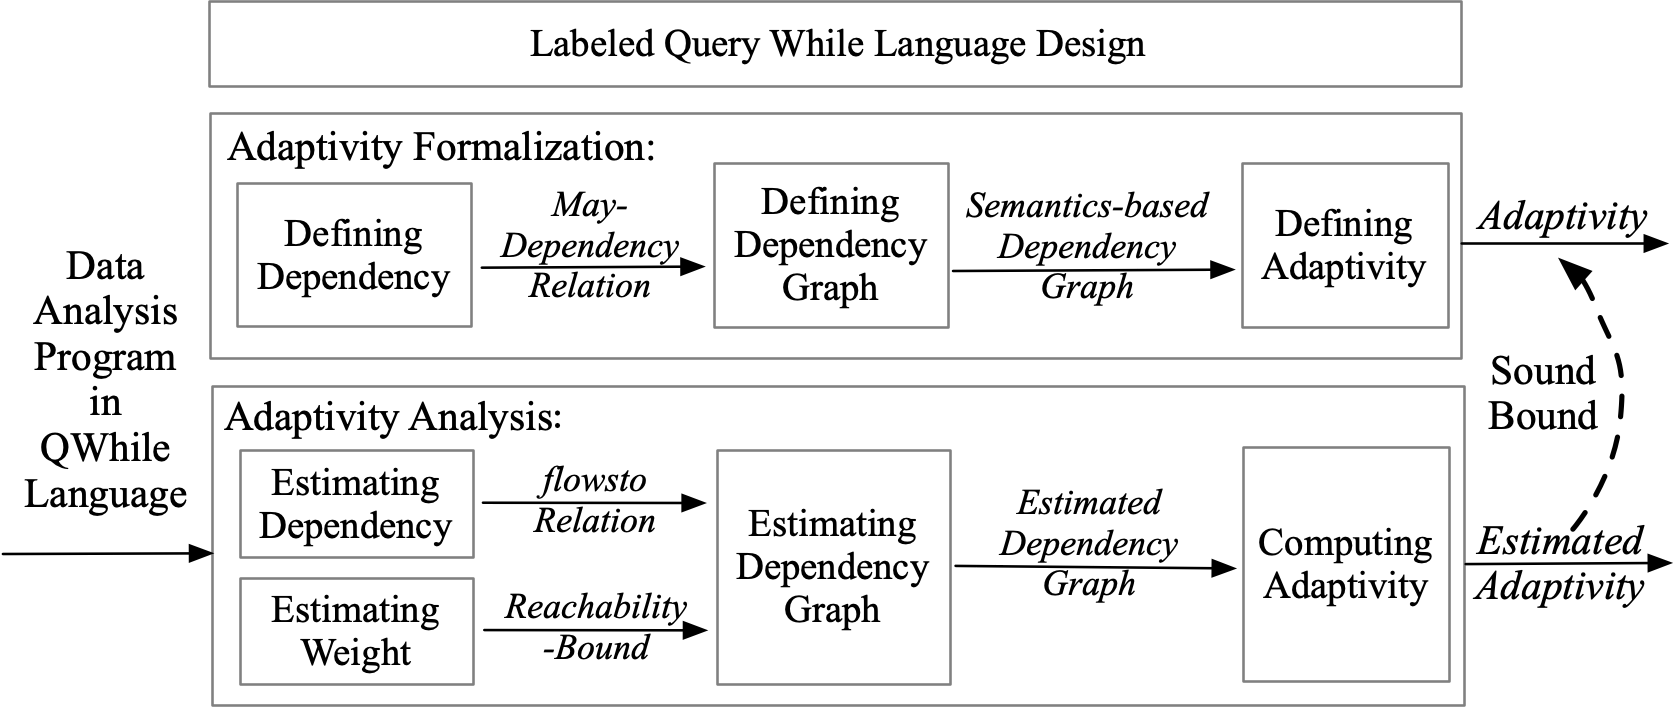 Labeled Query While Language Design
Adaptivity Formalization:
Defining
Dependency
May-
Dependency
Relation
Defining
Dependency
Graph
Semantics-based
Dependency
Graph
Defining
Adaptivity
Adaptivity
Data
Analysis
Program
in
QWhile
Language
Sound
Bound
Adaptivity Analysis:
Estimating
Dependency
flowsto
Relation
Estimating
Weight
Reachability
-Bound
Estimating
Dependency
Graph
Estimated
Dependency
Graph
Computing
Adaptivity
Estimated
Adaptivity